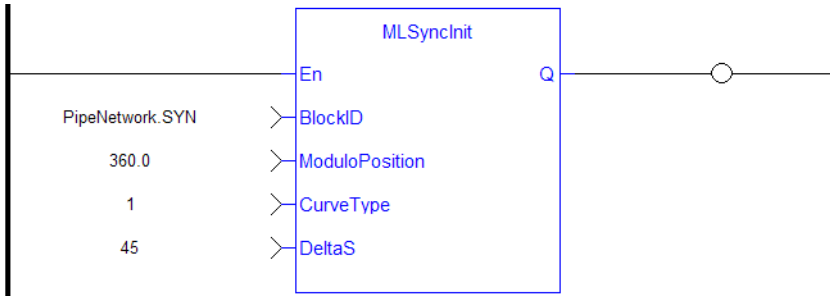 MLSyncInit
En Q
PipeNetwork.SYN BlockID
360.0 ModuloPosition
1 CurveType
45 DeltaS